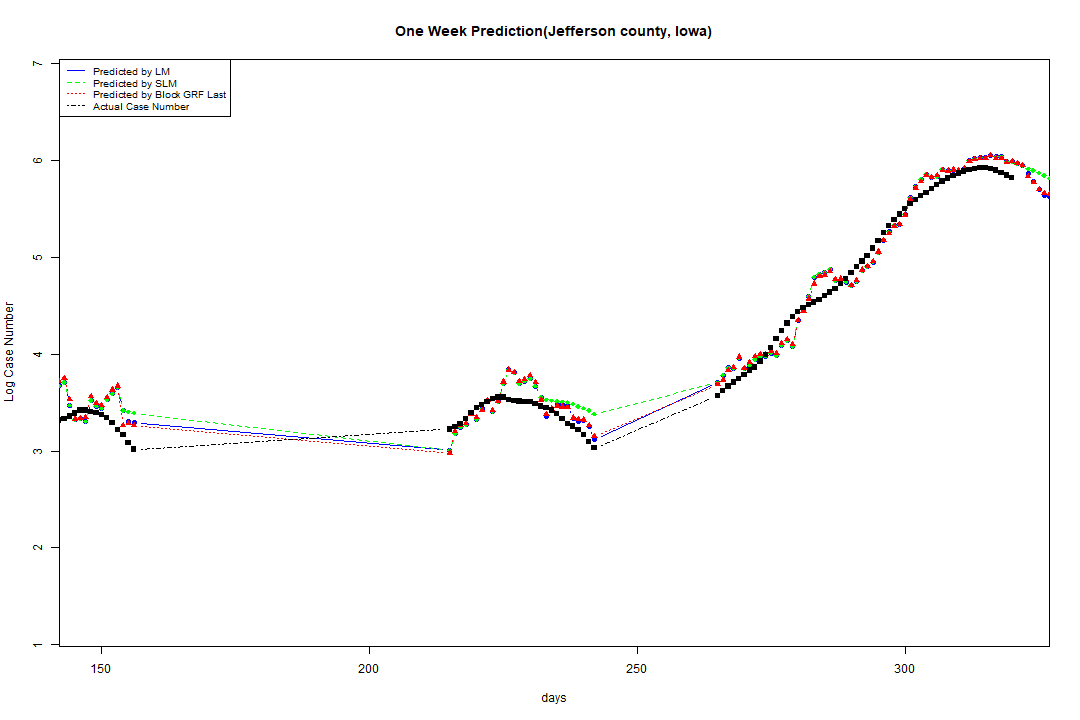 One Week Prediction(Jefferson county, Iowa)
Predicted by LM
Predicted by SLM
Predicted by Block GRF Last
Actual Case Number
Log Case Number
7
6
5
4
3
2
1
150 200 250 300
days